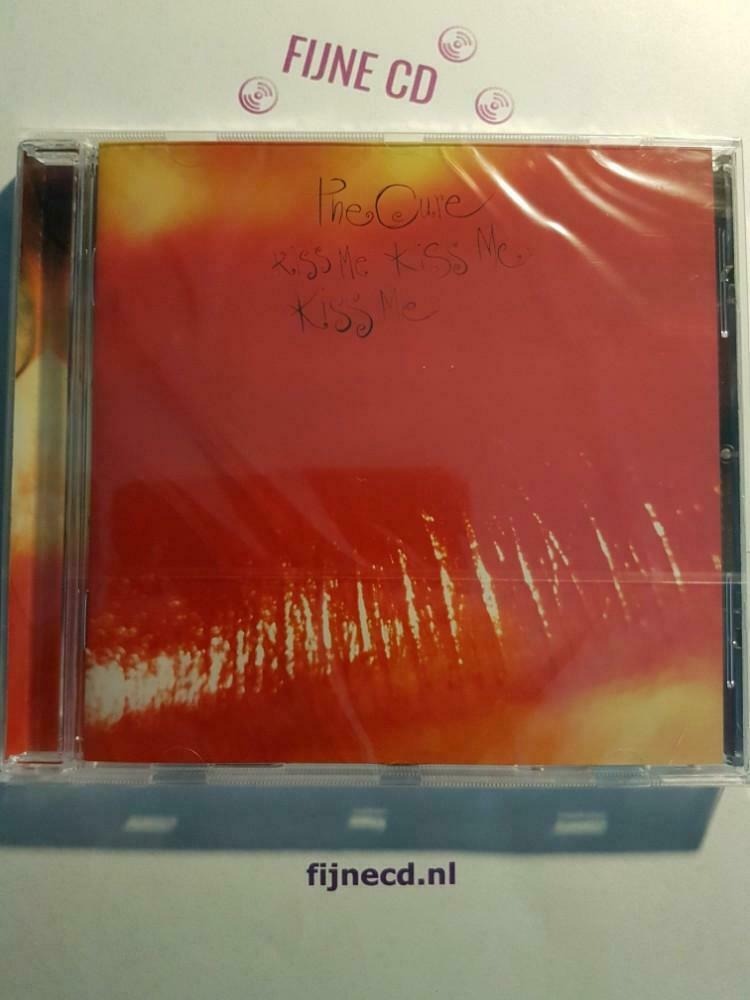 FIJNE CD
The Cure
Kiss Me Kiss Me
Kiss Me
fijnecd.nl